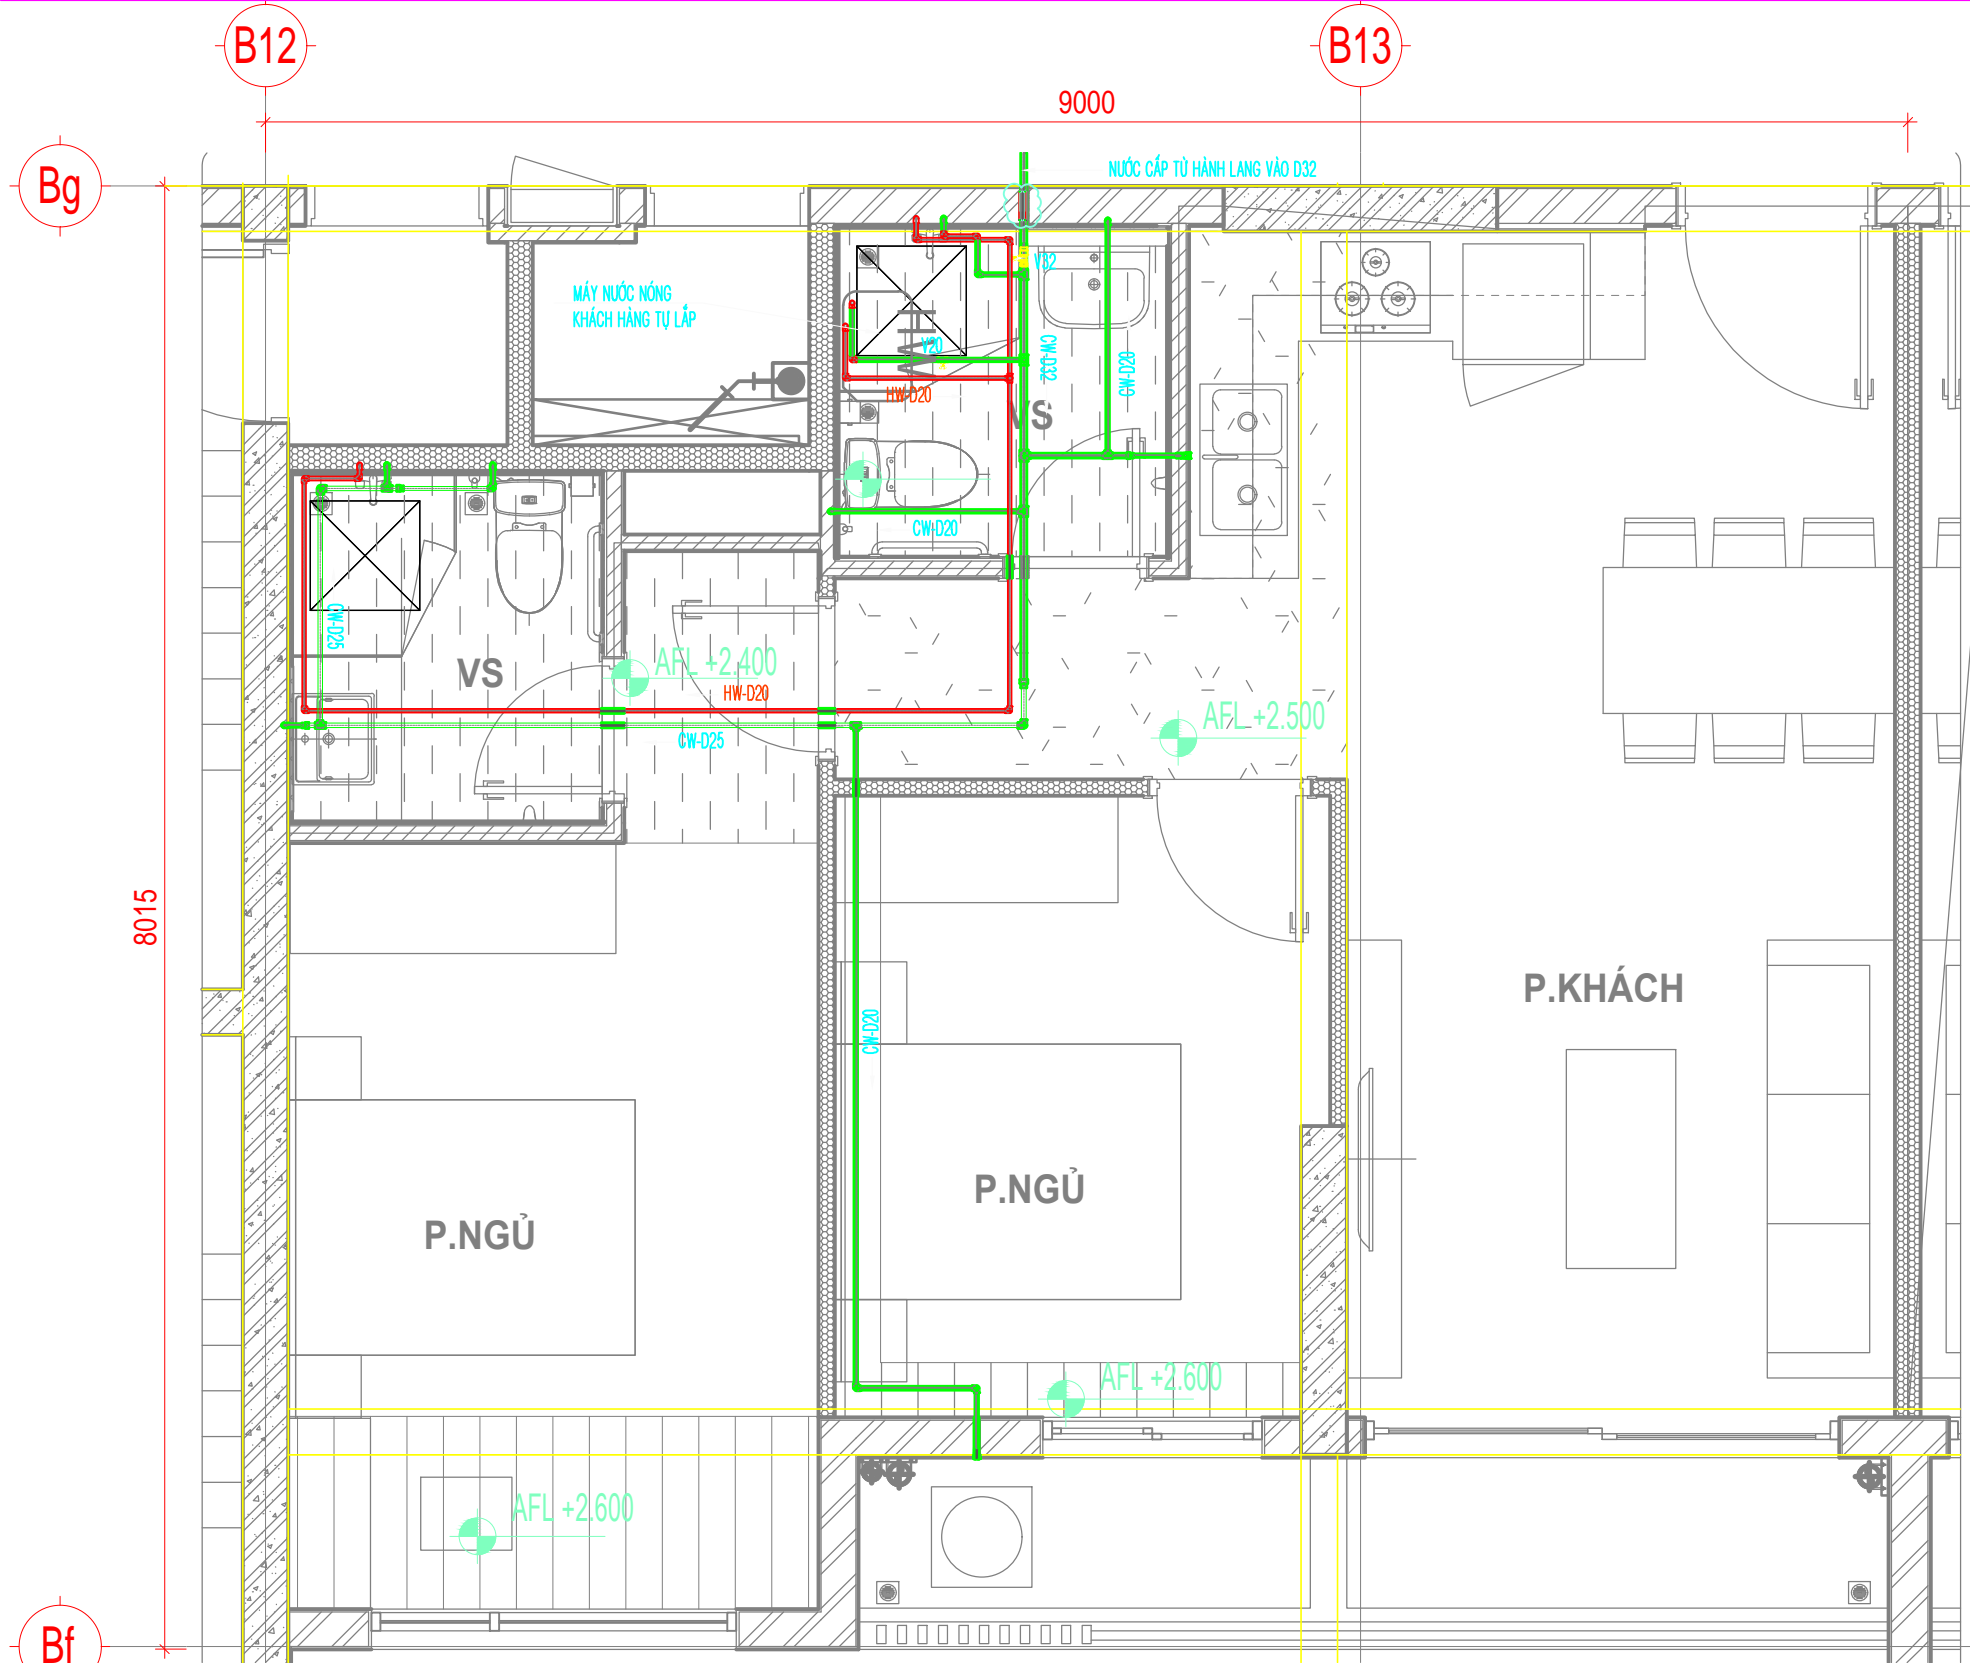 B12
B13
9000
Bg
NƯỚC CẤP TỪ HÀNH LANG VÀO D32
V32
MÁY NƯỚC NÓNG
KHÁCH HÀNG TỰ LẮP
WH
V20
CW-D32
CW-D20
HW-D20
VS
CW-D20
CW-D25
VS
AFL +2.400
HW-D20
AFL +2.500
CW-D25
8015
P.KHÁCH
CW-D20
P.NGỦ
P.NGỦ
AFL +2.600
AFL +2.600
Bf